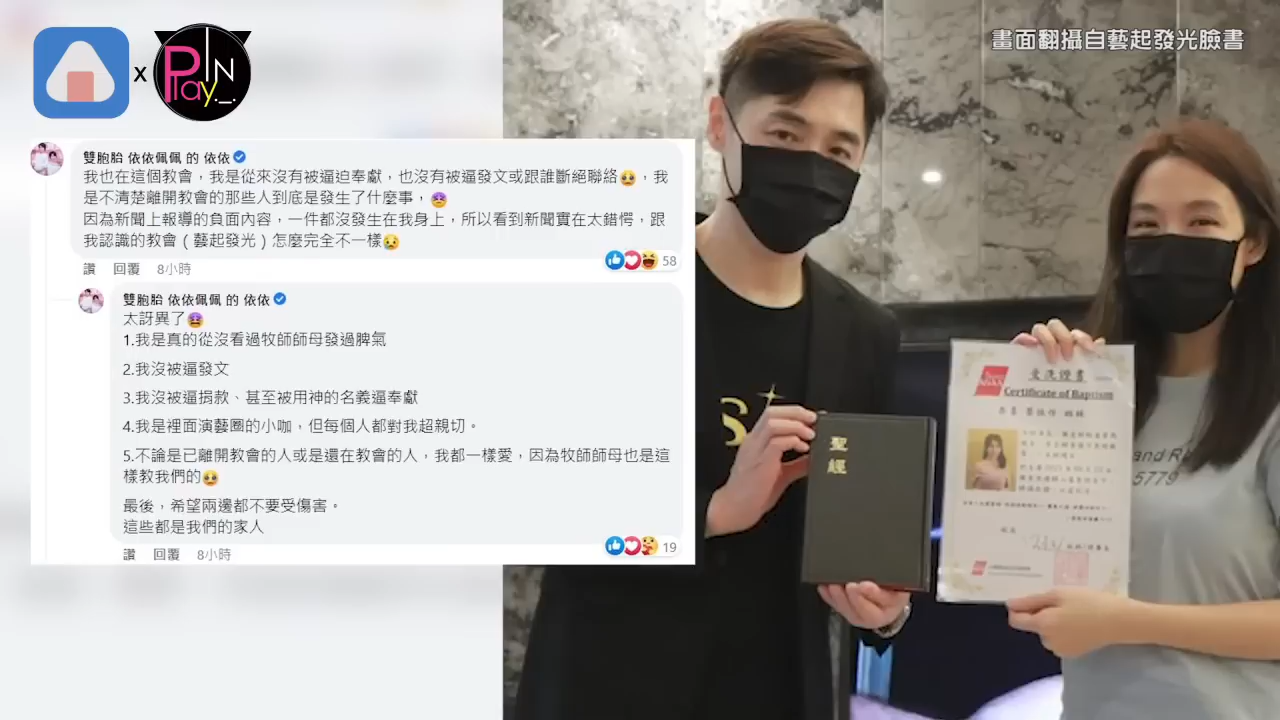 畫面翻攝自藝起發光臉書
x
Play IN
雙胞胎 依依佩佩 的 依依
我也在這個教會，我是從來沒有被逼迫奉獻，也沒有被逼發文或跟誰斷絕聯絡🥺，我
是不清楚離開教會的那些人到底是發生了什麼事，😭
因為新聞上報導的負面內容，一件都沒發生在我身上，所以看到新聞實在太錯愕，跟
我認識的教會（藝起發光）怎麼完全不一樣😢
讚 回覆 8小時 58
雙胞胎 依依佩佩 的 依依
太訝異了😭
1.我是真的從沒看過牧師師母發過脾氣
2.我沒被逼發文
3.我沒被逼捐款、甚至被用神的名義逼奉獻
4.我是裡面演藝圈的小咖，但每個人都對我超親切。
5.不論是已離開教會的人或是還在教會的人，我都一樣愛，因為牧師師母也是這
樣教我們的🥺
最後，希望兩邊都不要受傷害。
這些都是我們的家人
讚 回覆 8小時 19
聖
經
受洗證書
Certificate of Baptism
5779